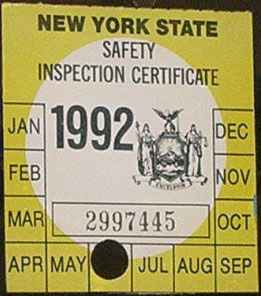 NEW YORK STATE
SAFETY
INSPECTION CERTIFICATE
1992
JAN DEC
FEB NOV
EXCELSIOR
MAR 2997445 OCT
APR MAY JUL AUG SEP